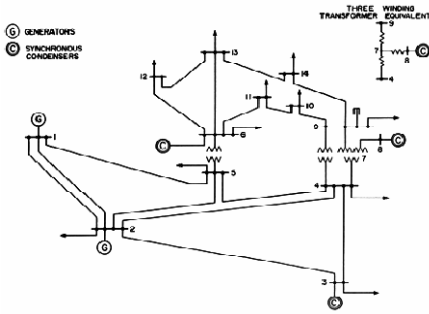 THREE WINDING
TRANSFORMER EQUIVALENT
9
7
8
C
4
G GENERATORS
C SYNCHRONOUS
CONDENSERS
13
14
12
11
10
C
6
9
C
8
7
G
1
5
4
2
G
3
C